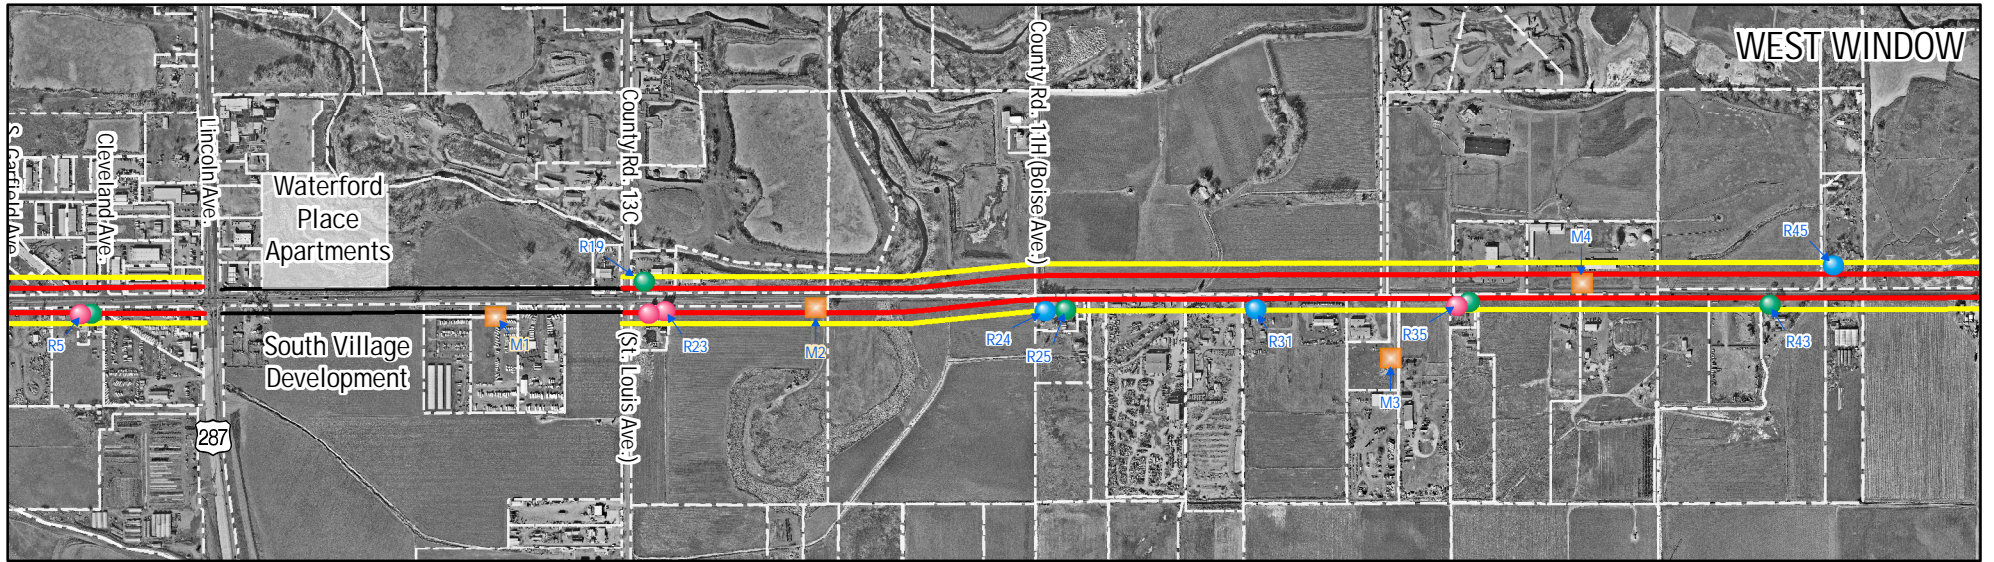 WEST WINDOW
S. Garfield Ave.
Cleveland Ave.
Lincoln Ave.
Waterford
Place
Apartments
County Rd. 13C
(St. Louis Ave.)
County Rd. 11H (Boise Ave.)
R19
M4
R45
R5
M1
R23
M2
R24
R25
R31
R35
M3
R43
South Village
Development
287